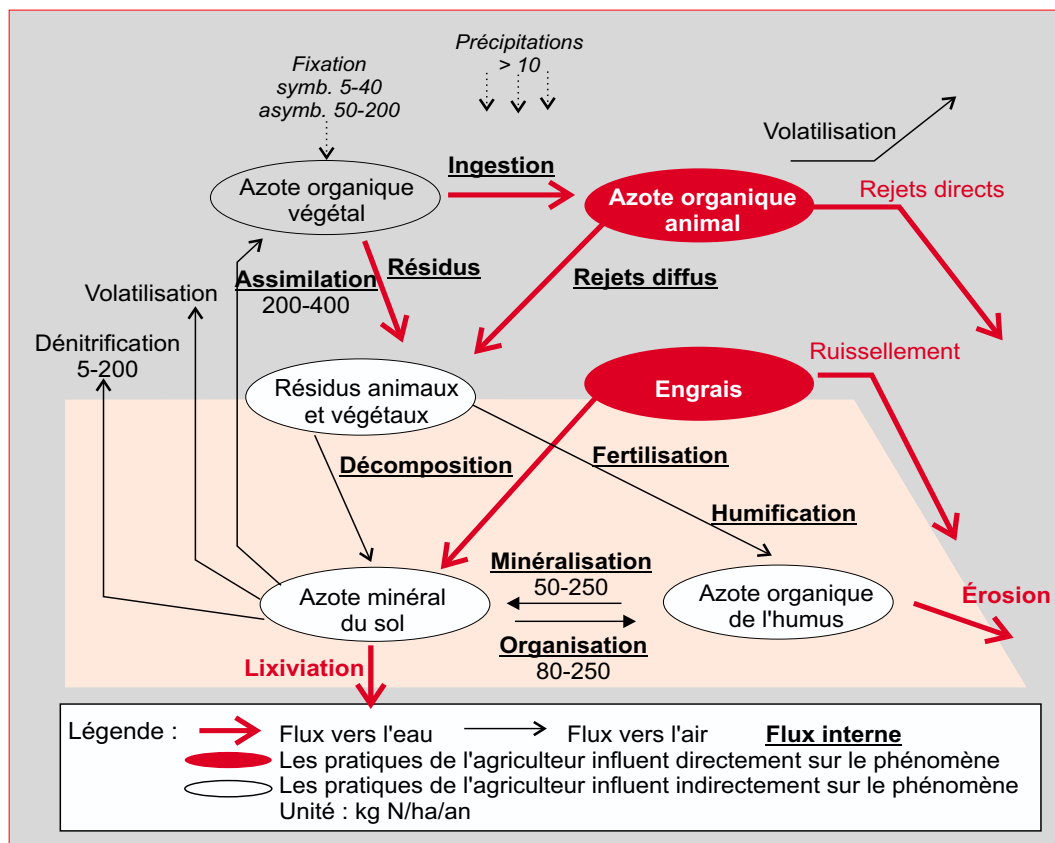 Précipitations
> 10
Fixation
symb. 5-40
asymb. 50-200
Volatilisation
Ingestion
Azote organique
végétal
Azote organique
animal
Rejets directs
Assimilation
200-400
Résidus
Rejets diffus
Volatilisation
Dénitrification
5-200
Ruissellement
Résidus animaux
et végétaux
Engrais
Décomposition
Fertilisation
Humification
Minéralisation
50-250
Azote minéral
du sol
Azote organique
de l'humus
Érosion
Organisation
80-250
Lixiviation
Légende : Flux vers l'eau Flux vers l'air Flux interne
Les pratiques de l'agriculteur influent directement sur le phénomène
Les pratiques de l'agriculteur influent indirectement sur le phénomène
Unité : kg N/ha/an